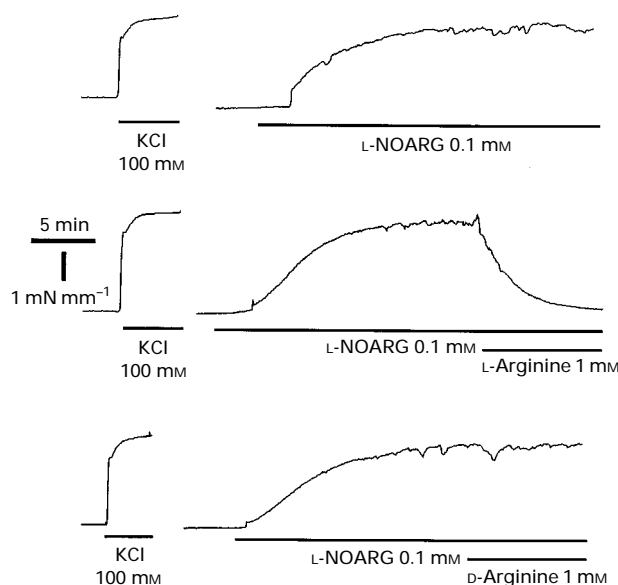 KCl
100 mM
L-NOARG 0.1 mM
5 min
1 mN mm⁻¹
KCl
100 mM
L-NOARG 0.1 mM
L-Arginine 1 mM
KCl
100 mM
L-NOARG 0.1 mM
D-Arginine 1 mM